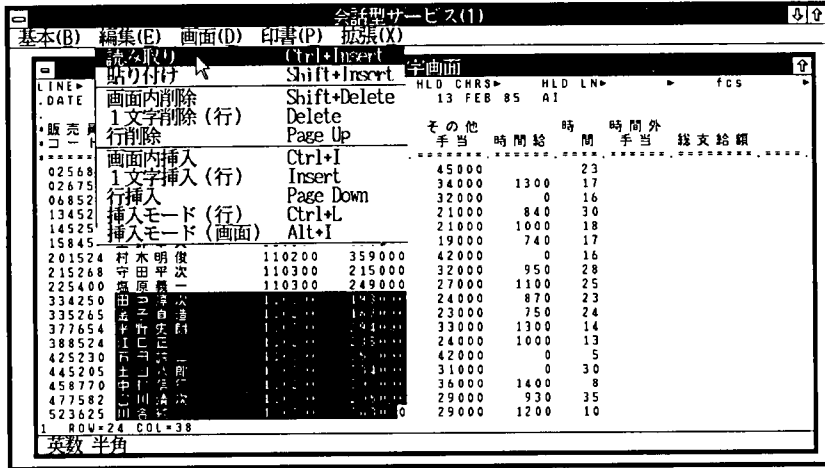 会話型サービス(1)
基本(B) 編集(E) 画面(D) 印書(P) 拡張(X)
読み取り Ctrl+Insert
貼り付け Shift+Insert
画面内削除 Shift+Delete
1文字削除(行) Delete
行削除 Page Up
画面内挿入 Ctrl+I
1文字挿入(行) Insert
行挿入 Page Down
挿入モード(行) Ctrl+L
挿入モード(画面) Alt+I
字画面
LINE► HLD CHRS► HLD LN► ► fcs ►
.DATE 13 FEB 85 AI
販売員 その他 時 時間外
コード 手当 時間給 間 手当 総支給額
02568 45000 23
02675 34000 1300 17
06852 32000 0 16
13452 21000 840 30
14525 21000 1000 18
15845 19000 740 17
201524 村木明俊 110200 359000 42000 0 16
215268 守田平次 110300 215000 32000 950 28
225400 塩原義一 110300 249000 27000 1100 25
334250 24000 870 23
335265 23000 750 24
377654 33000 1300 14
388524 24000 1000 13
425230 42000 0 5
445205 31000 0 30
458770 36000 1400 8
477582 29000 930 35
523625 29000 1200 10
1 ROW=24 COL=38
英数 半角